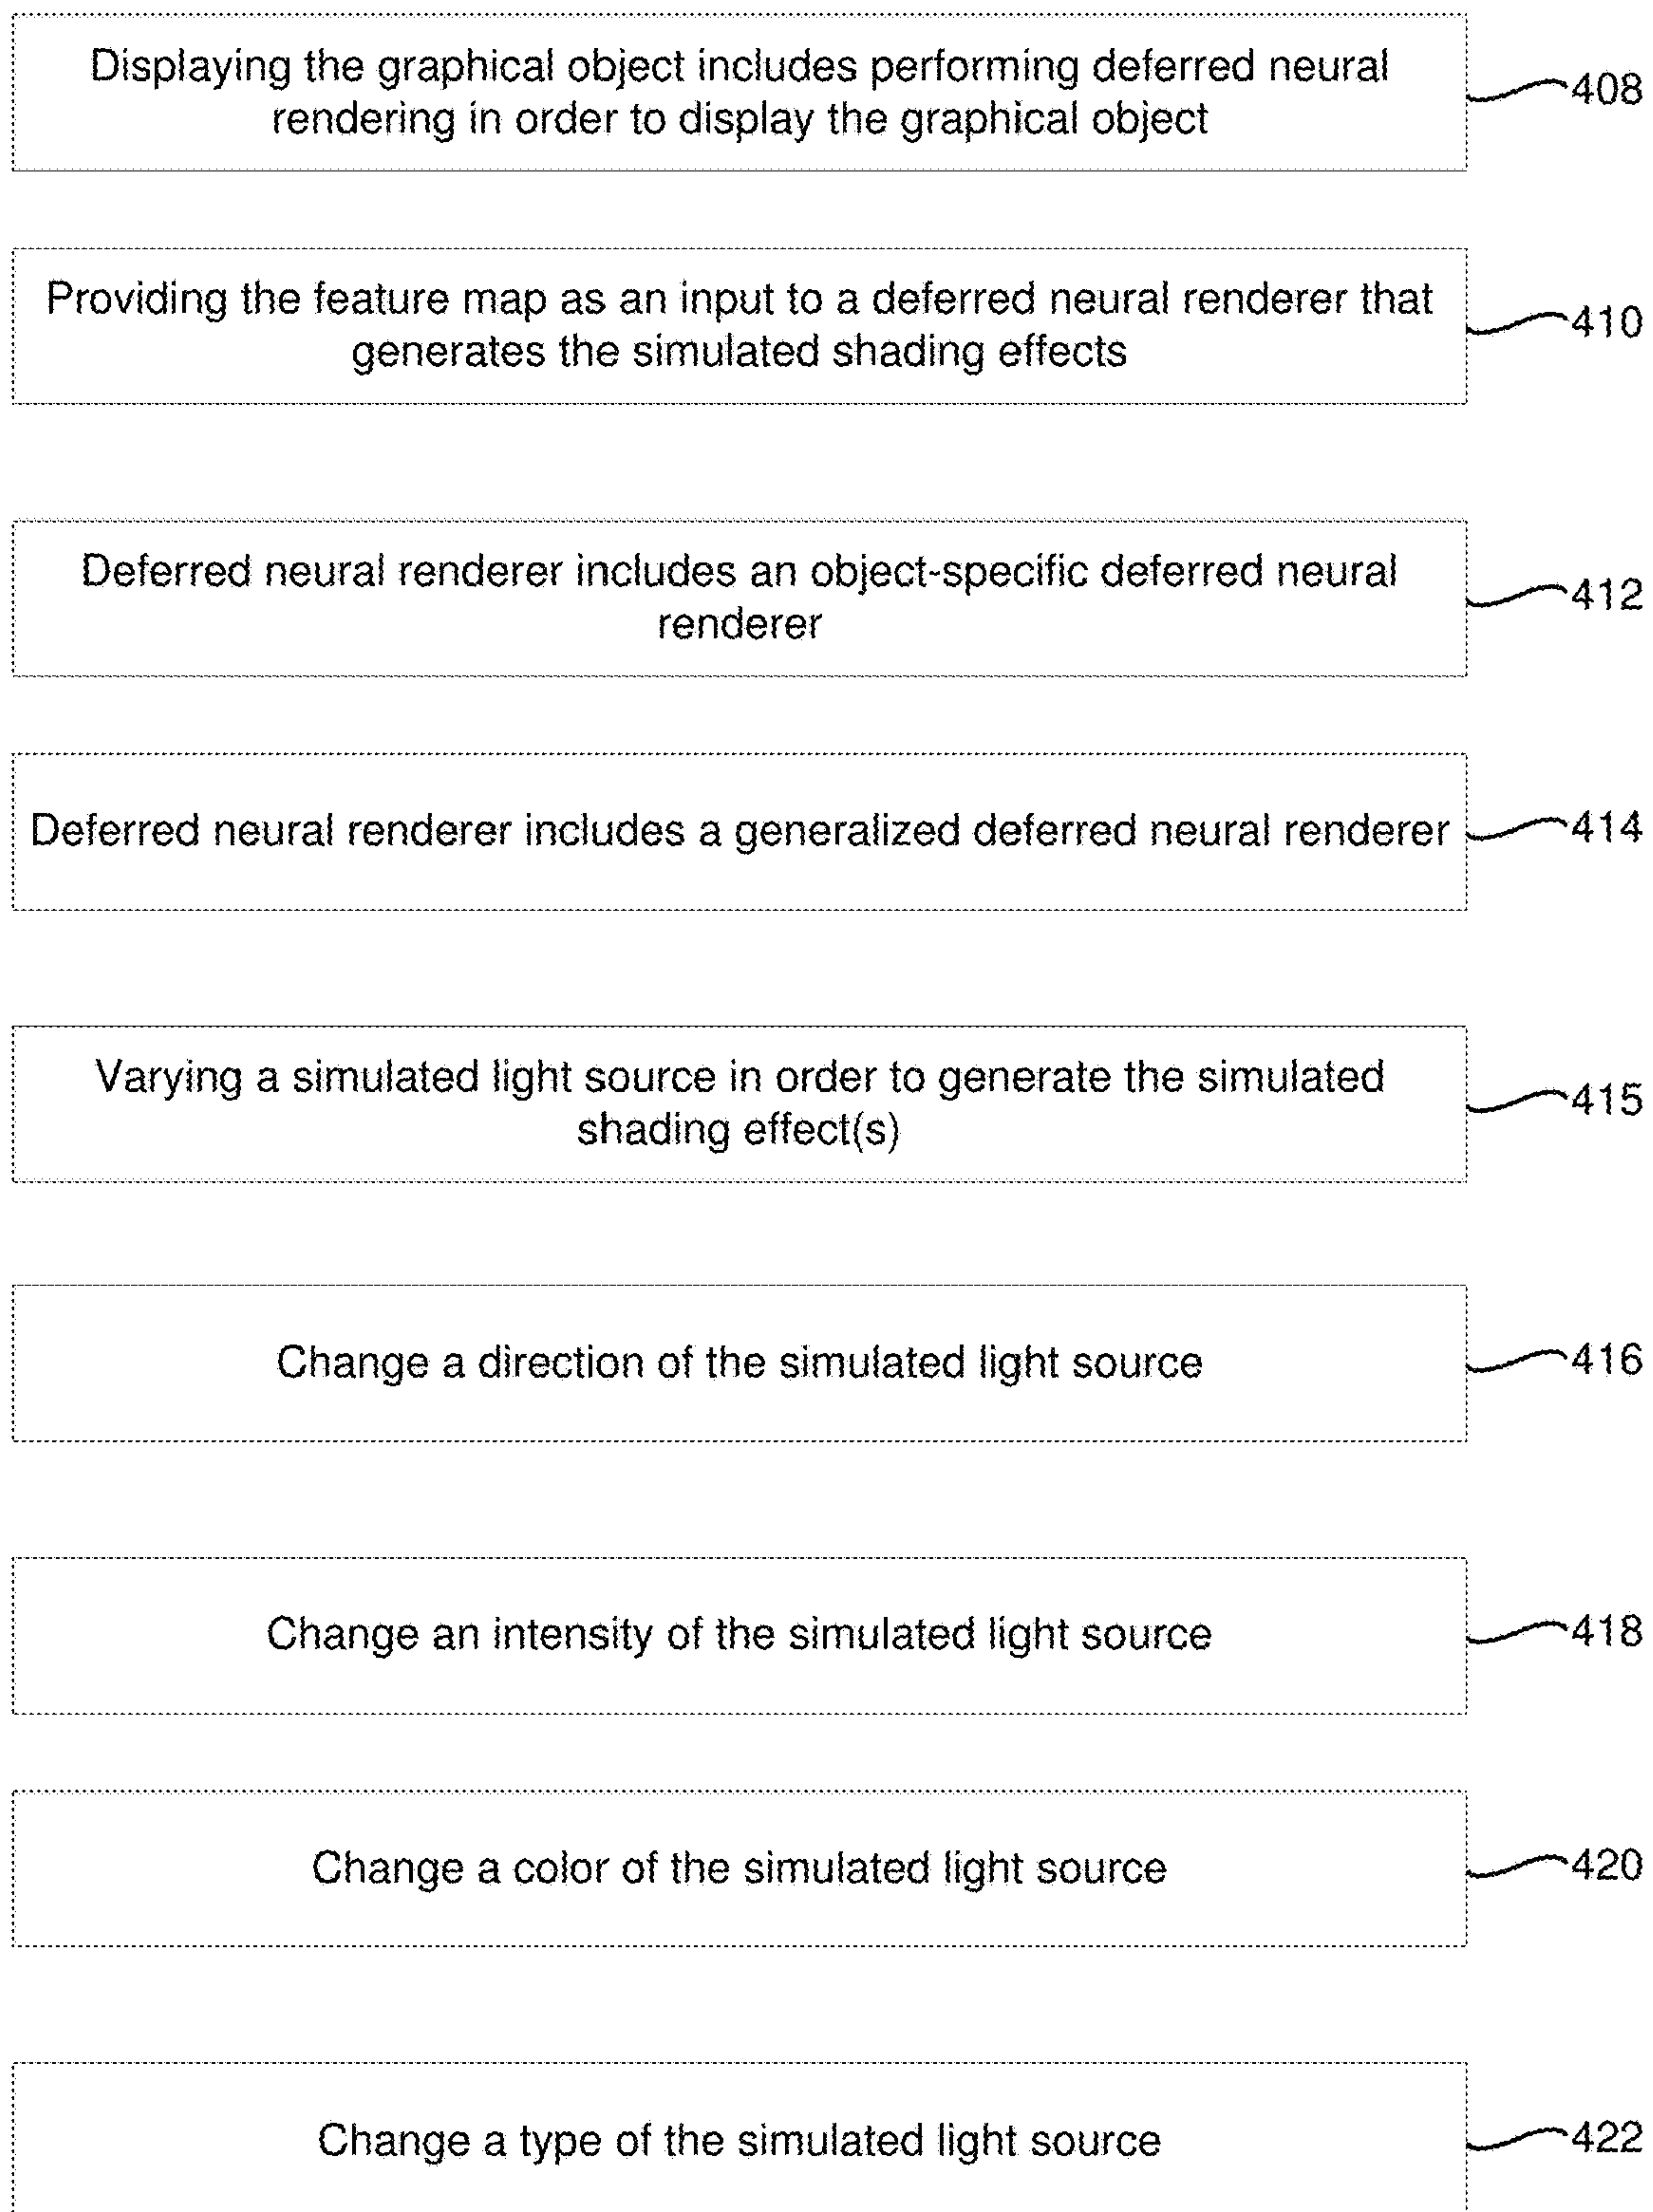 Displaying the graphical object includes performing deferred neural
rendering in order to display the graphical object
408
Providing the feature map as an input to a deferred neural renderer that
generates the simulated shading effects
410
Deferred neural renderer includes an object-specific deferred neural
renderer
412
Deferred neural renderer includes a generalized deferred neural renderer
414
Varying a simulated light source in order to generate the simulated
shading effect(s)
415
Change a direction of the simulated light source
416
Change an intensity of the simulated light source
418
Change a color of the simulated light source
420
Change a type of the simulated light source
422